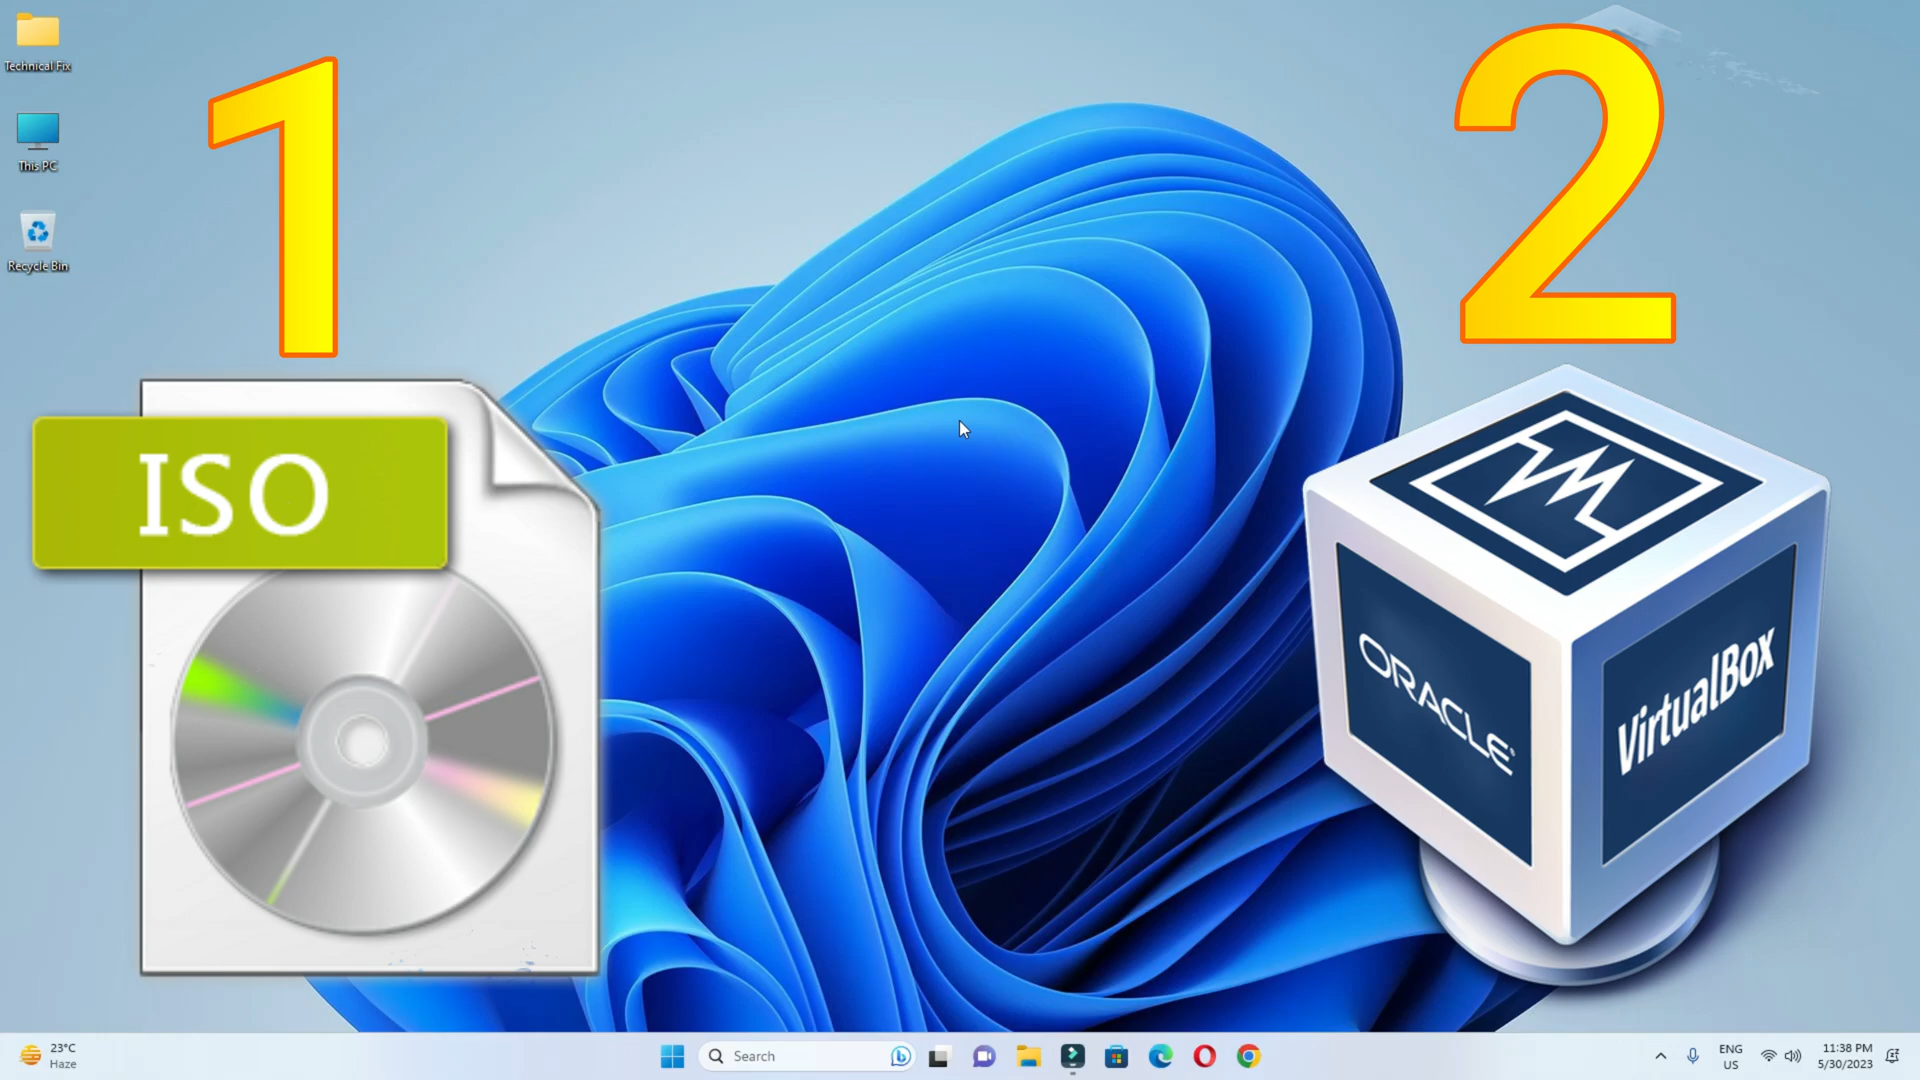 Technical Fix
This PC
Recycle Bin
1
2
ISO
ORACLE
VirtualBox
23°C
Haze
Search
ENG
US
11:38 PM
5/30/2023